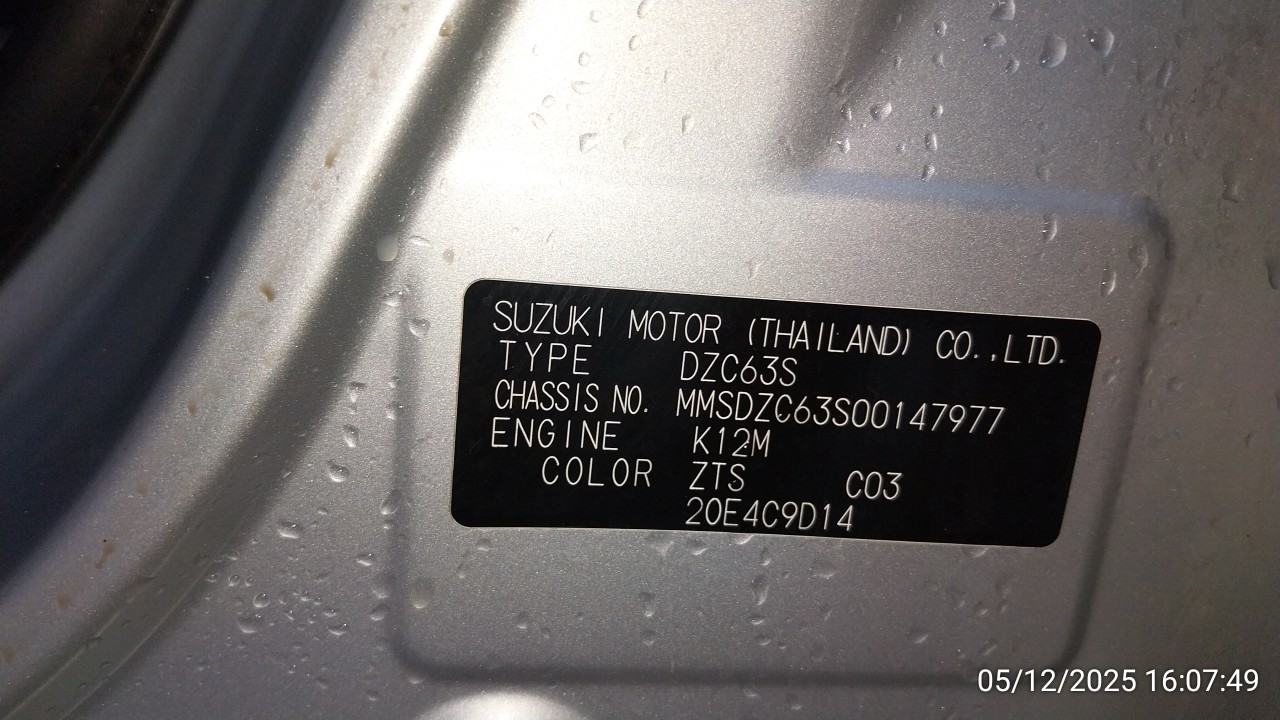 SUZUKI MOTOR (THAILAND) CO.,LTD.
TYPE DZC63S
CHASSIS NO. MMSDZC63S00147977
ENGINE K12M
COLOR ZTS C03
20E4C9D14
05/12/2025 16:07:49